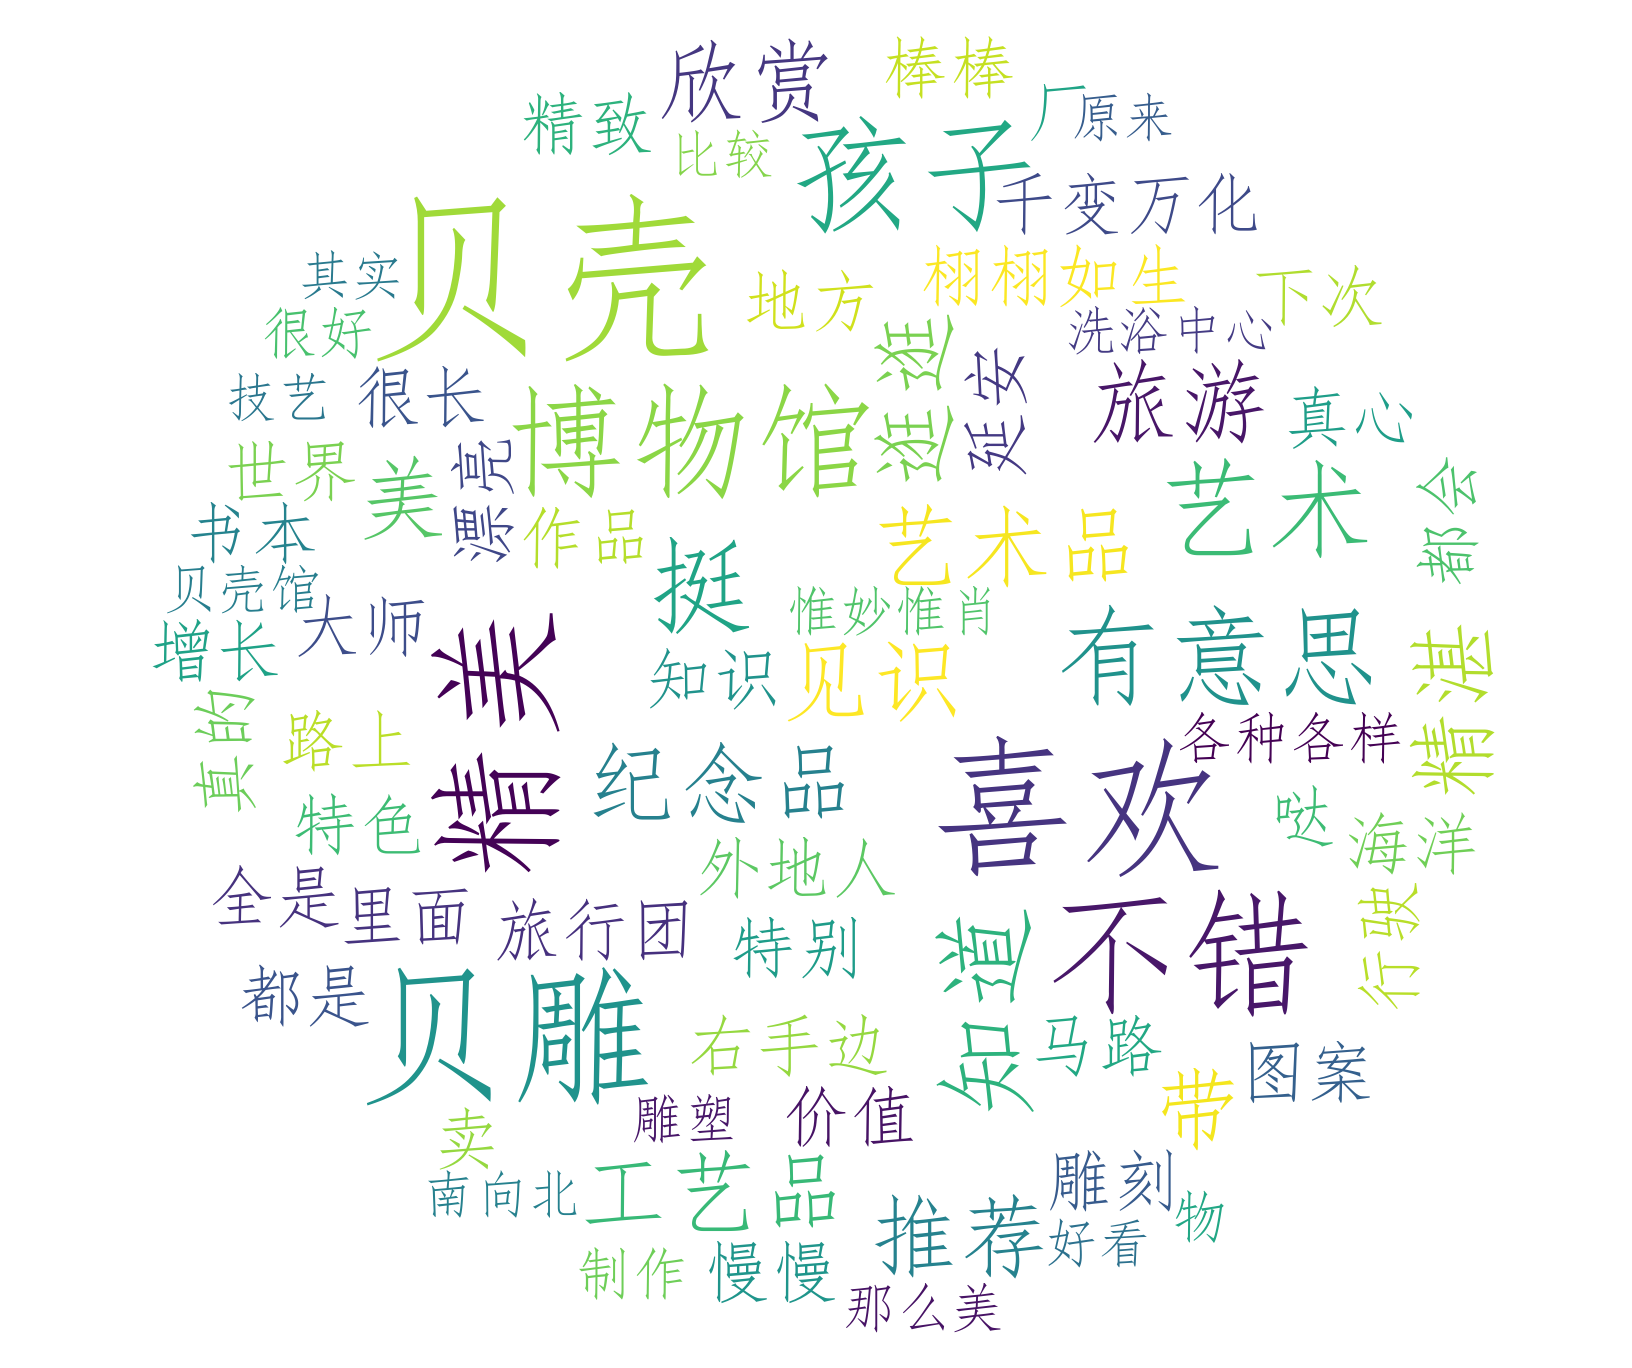 欣赏
棒棒
精致
比较
孩子
厂
原来
千变万化
贝壳
其实
很好
地方
栩栩如生
下次
洗浴中心
技艺
很长
博物馆
逛逛
延安
旅游
真心
世界
美
漂亮
作品
艺术品
艺术
都会
书本
贝壳馆
大师
增长
挺
惟妙惟肖
有意思
精湛
精美
知识
见识
真的
路上
纪念品
各种各样
特色
喜欢
哒
海洋
外地人
全是
里面
旅行团
特别
不错
行驶
都是
贝雕
知道
右手边
马路
图案
带
卖
雕塑
价值
南向北
工艺品
雕刻
推荐
好看
物
制作
慢慢
那么美